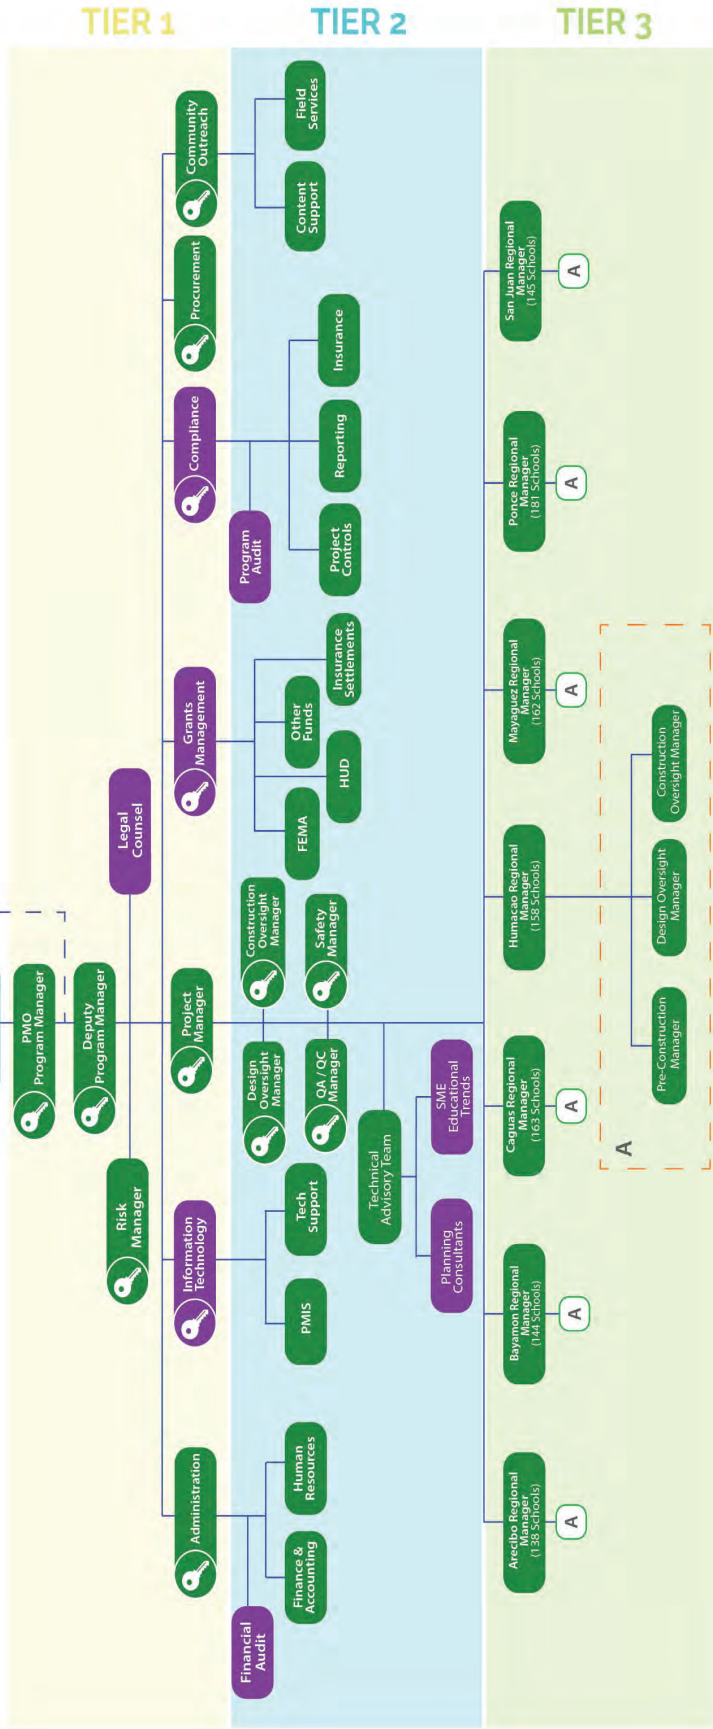 TIER 1
TIER 2
TIER 3
PMO
Program Manager
Deputy
Program Manager
Risk
Manager
Legal
Counsel
Administration
Information
Technology
Project
Manager
Grants
Management
Compliance
Procurement
Community
Outreach
Financial
Audit
Finance &
Accounting
Human
Resources
PMIS
Tech
Support
Design
Oversight
Manager
Construction
Oversight
Manager
QA / QC
Manager
Safety
Manager
Technical
Advisory Team
Planning
Consultants
SME
Educational
Trends
FEMA
HUD
Other
Funds
Insurance
Settlements
Program
Audit
Project
Controls
Reporting
Insurance
Content
Support
Field
Services
Arecibo Regional
Manager
(138 Schools)
A
Bayamon Regional
Manager
(144 Schools)
A
Caguas Regional
Manager
(163 Schools)
A
Humacao Regional
Manager
(158 Schools)
Mayaguez Regional
Manager
(162 Schools)
A
Ponce Regional
Manager
(181 Schools)
A
San Juan Regional
Manager
(145 Schools)
A
A
Pre-Construction
Manager
Design Oversight
Manager
Construction
Oversight Manager